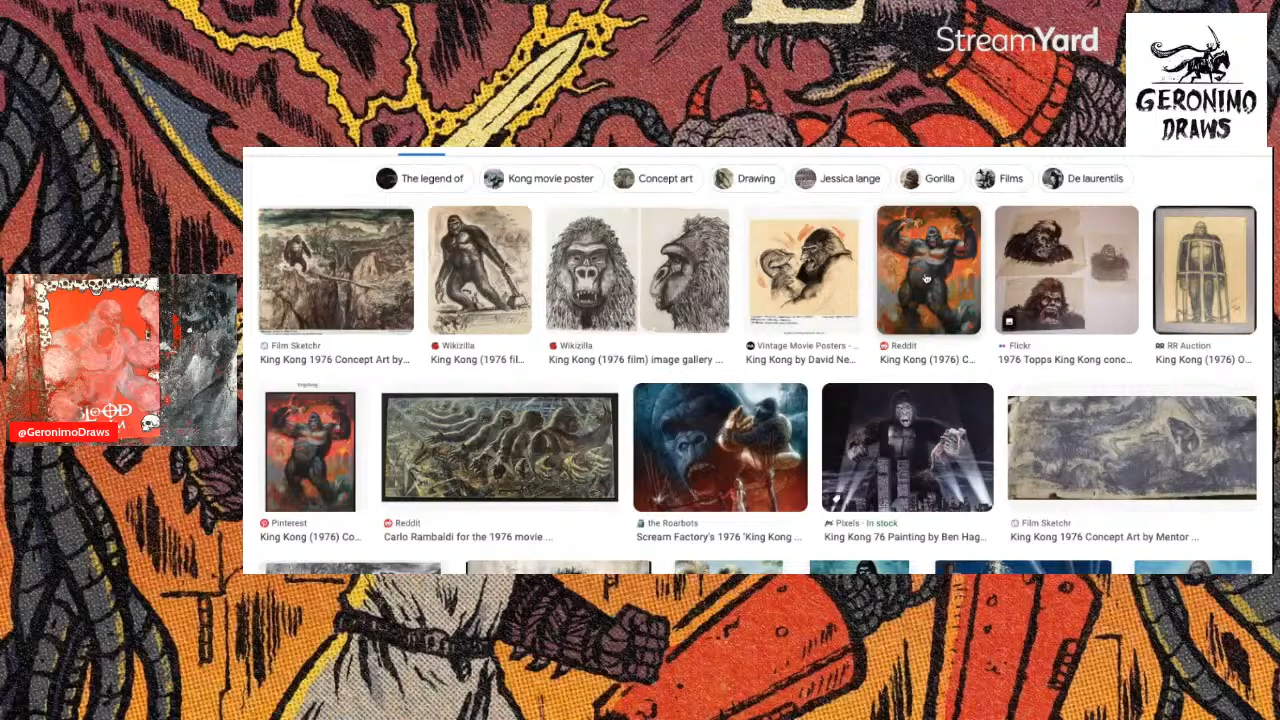 StreamYard
GERONIMO
DRAWS
The legend of
Kong movie poster
Concept art
Drawing
Jessica lange
Gorilla
Films
De laurentiis
Film Sketchr
King Kong 1976 Concept Art by...
Wikizilla
King Kong (1976 fil...
Wikizilla
King Kong (1976 film) image gallery ...
Vintage Movie Posters - ...
King Kong by David Ne...
Reddit
King Kong (1976) C...
Flickr
1976 Topps King Kong conc...
RR Auction
King Kong (1976) O...
@GeronimoDraws
Pinterest
King Kong (1976) Co...
Reddit
Carlo Rambaldi for the 1976 movie ...
the Roarbots
Scream Factory's 1976 'King Kong ...
Pixels · In stock
King Kong 76 Painting by Ben Hag...
Film Sketchr
King Kong 1976 Concept Art by Mentor ...